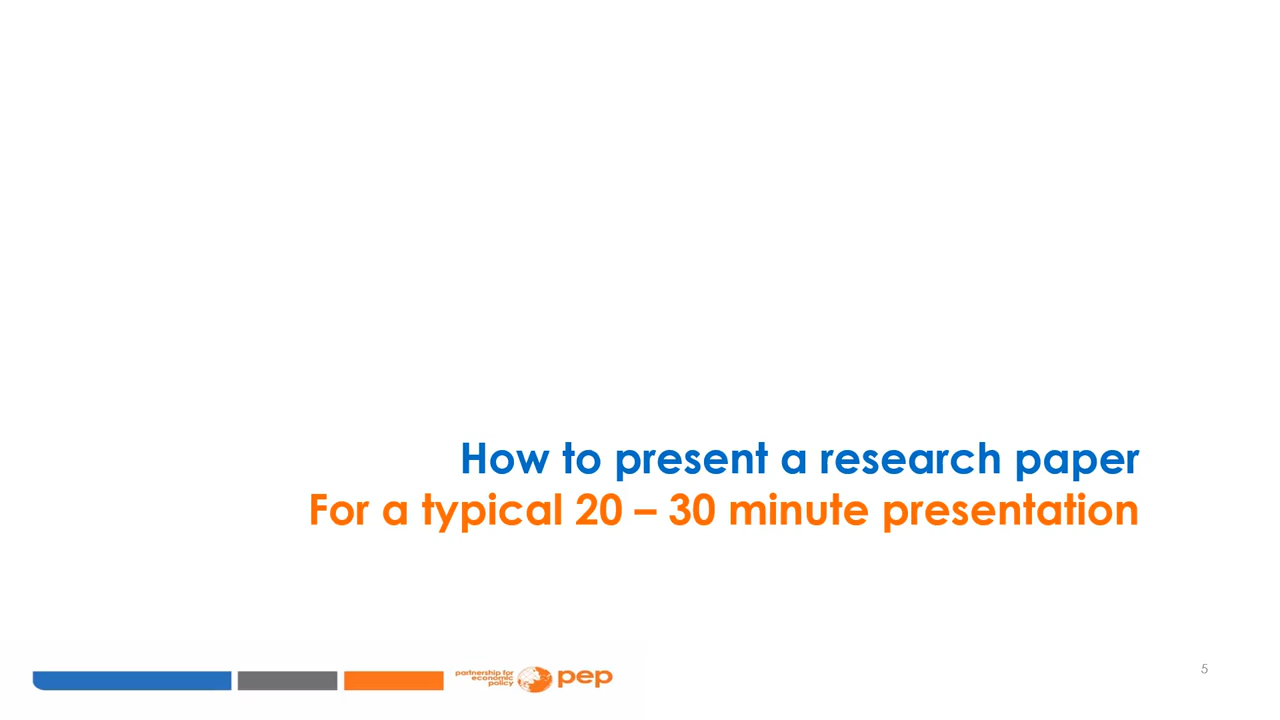 How to present a research paper
For a typical 20 – 30 minute presentation
partnership for
economic
policy
pep
5